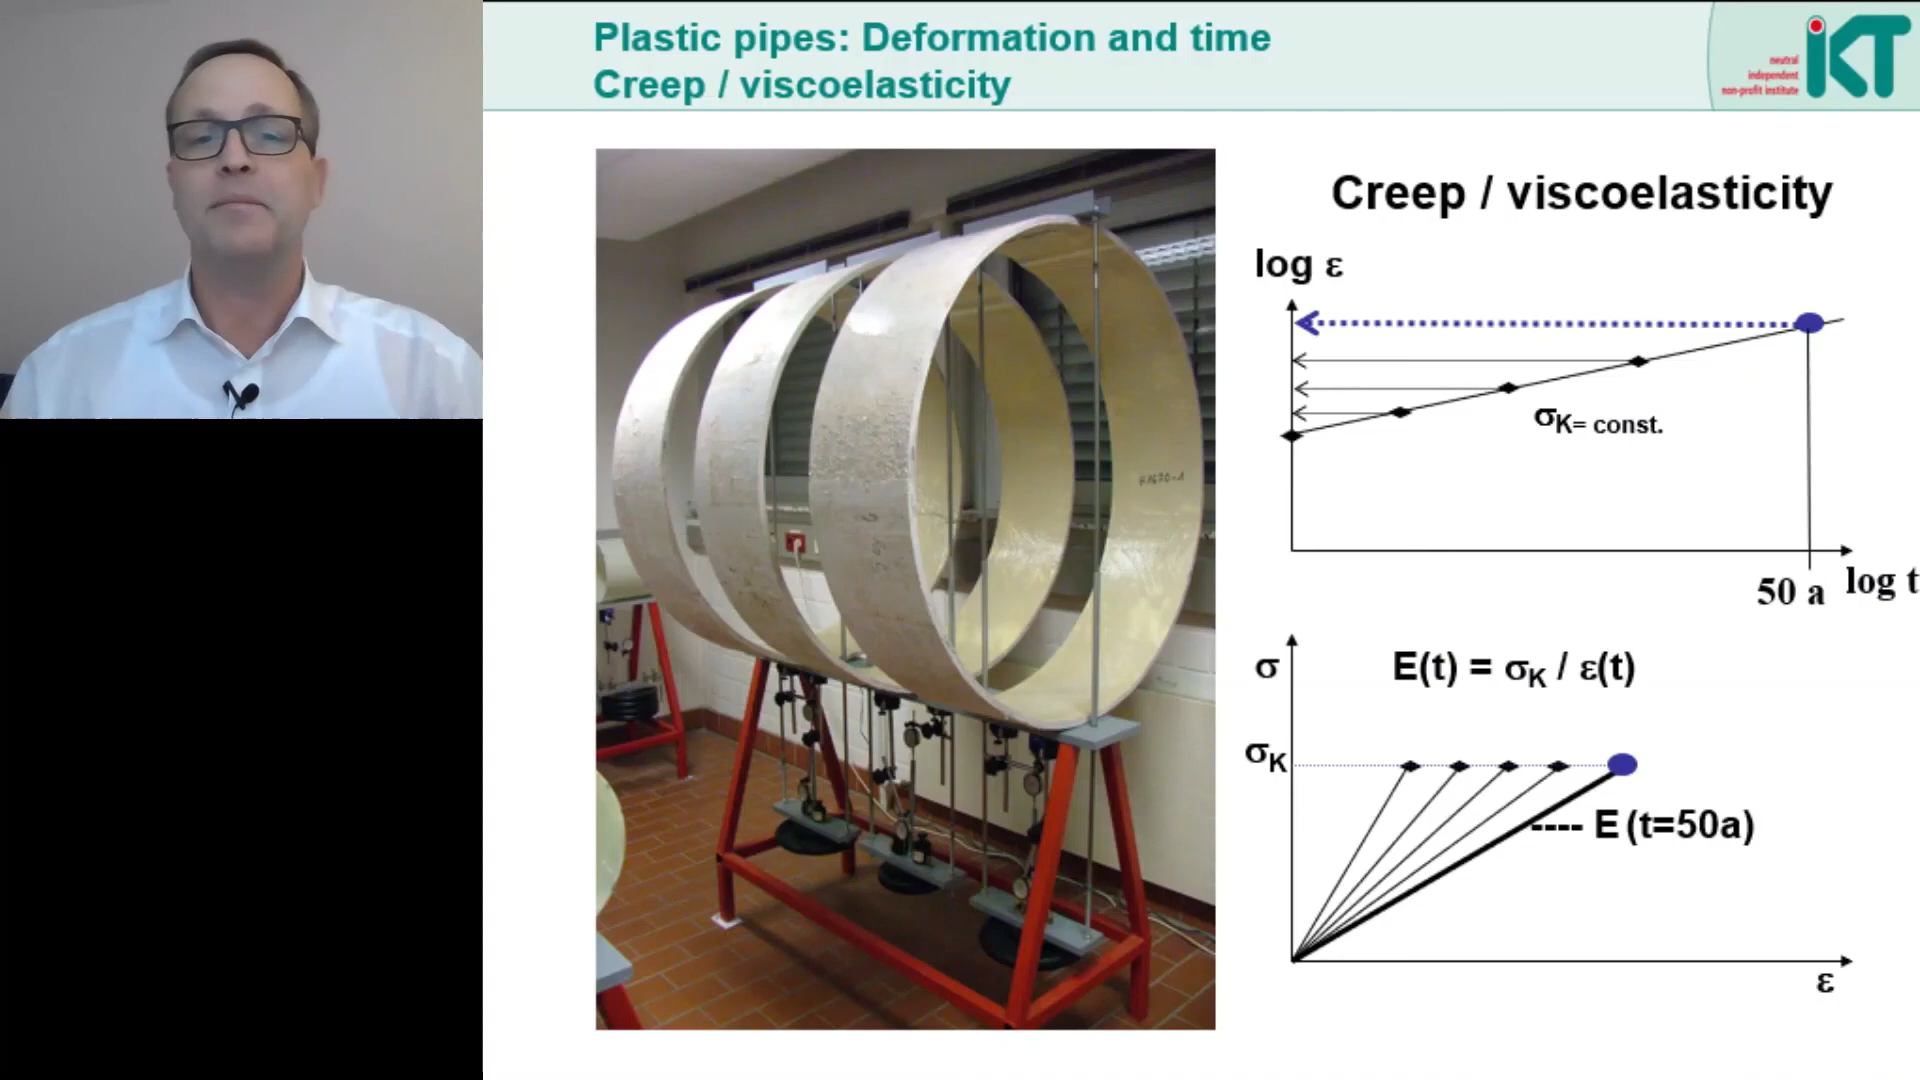 Plastic pipes: Deformation and time
Creep / viscoelasticity
neutral
independent
non-profit institute
iKT
Creep / viscoelasticity
log ε
σK= const.
50 a
log t
σ
E(t) = σK / ε(t)
σK
---- E (t=50a)
ε